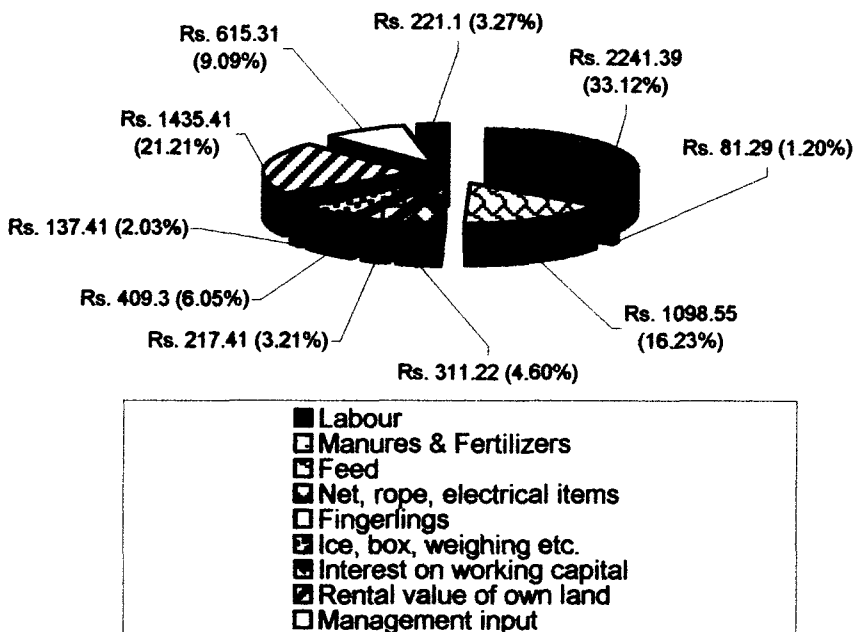 Rs. 221.1 (3.27%)
Rs. 615.31
(9.09%)
Rs. 2241.39
(33.12%)
Rs. 1435.41
(21.21%)
Rs. 81.29 (1.20%)
Rs. 137.41 (2.03%)
Rs. 409.3 (6.05%)
Rs. 1098.55
(16.23%)
Rs. 217.41 (3.21%)
Rs. 311.22 (4.60%)
Labour
Manures & Fertilizers
Feed
Net, rope, electrical items
Fingerlings
Ice, box, weighing etc.
Interest on working capital
Rental value of own land
Management input